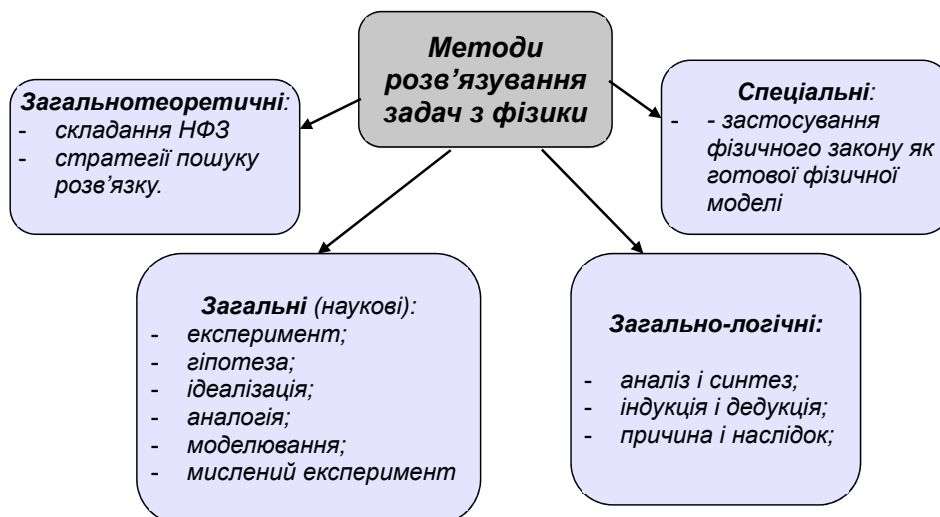 Методи
розв’язування
задач з фізики
Загальнотеоретичні:
- складання НФЗ
- стратегії пошуку
розв’язку.
Спеціальні:
- - застосування
фізичного закону як
готової фізичної
моделі
Загальні (наукові):
- експеримент;
- гіпотеза;
- ідеалізація;
- аналогія;
- моделювання;
- мислений експеримент
Загально-логічні:
- аналіз і синтез;
- індукція і дедукція;
- причина і наслідок;